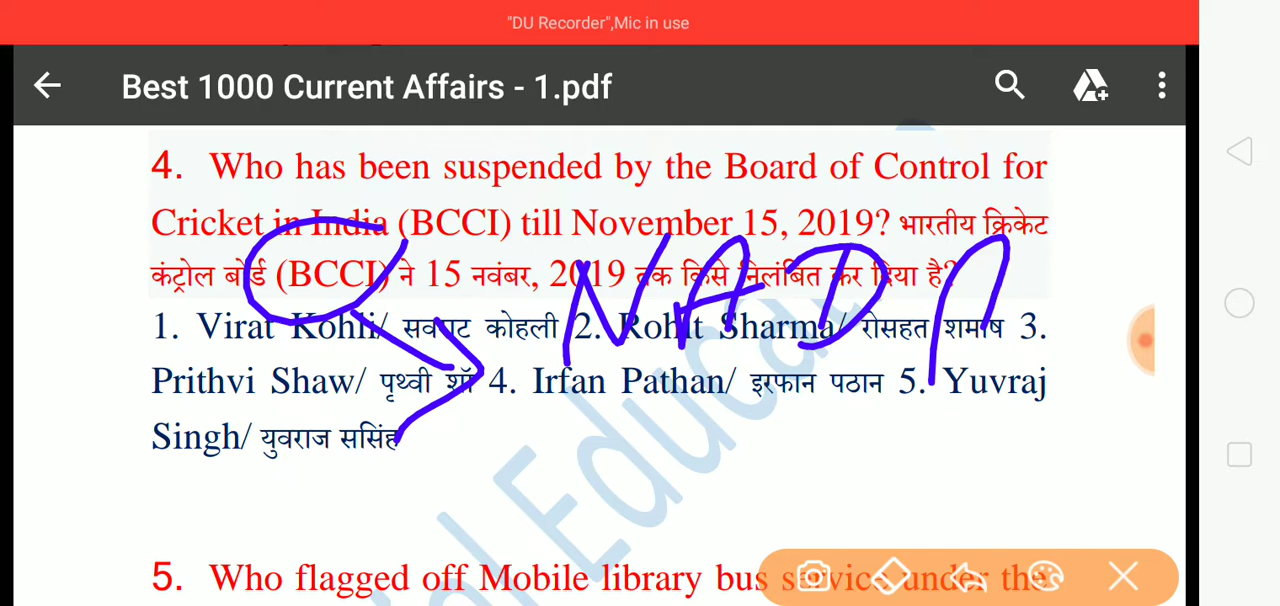 "DU Recorder",Mic in use
Best 1000 Current Affairs - 1.pdf
4. Who has been suspended by the Board of Control for
Cricket in India (BCCI) till November 15, 2019? भारतीय क्रिकेट
कंट्रोल बोर्ड (BCCI) ने 15 नवंबर, 2019 तक किसे निलंबित कर दिया है?
1. Virat Kohli/ सवराट कोहली 2. Rohit Sharma/ रोसहत शमाष 3.
Prithvi Shaw/ पृथ्वी शॉ 4. Irfan Pathan/ इरफान पठान 5. Yuvraj
Singh/ युवराज ससिंह
NAD
5. Who flagged off Mobile library bus service under the
Educat